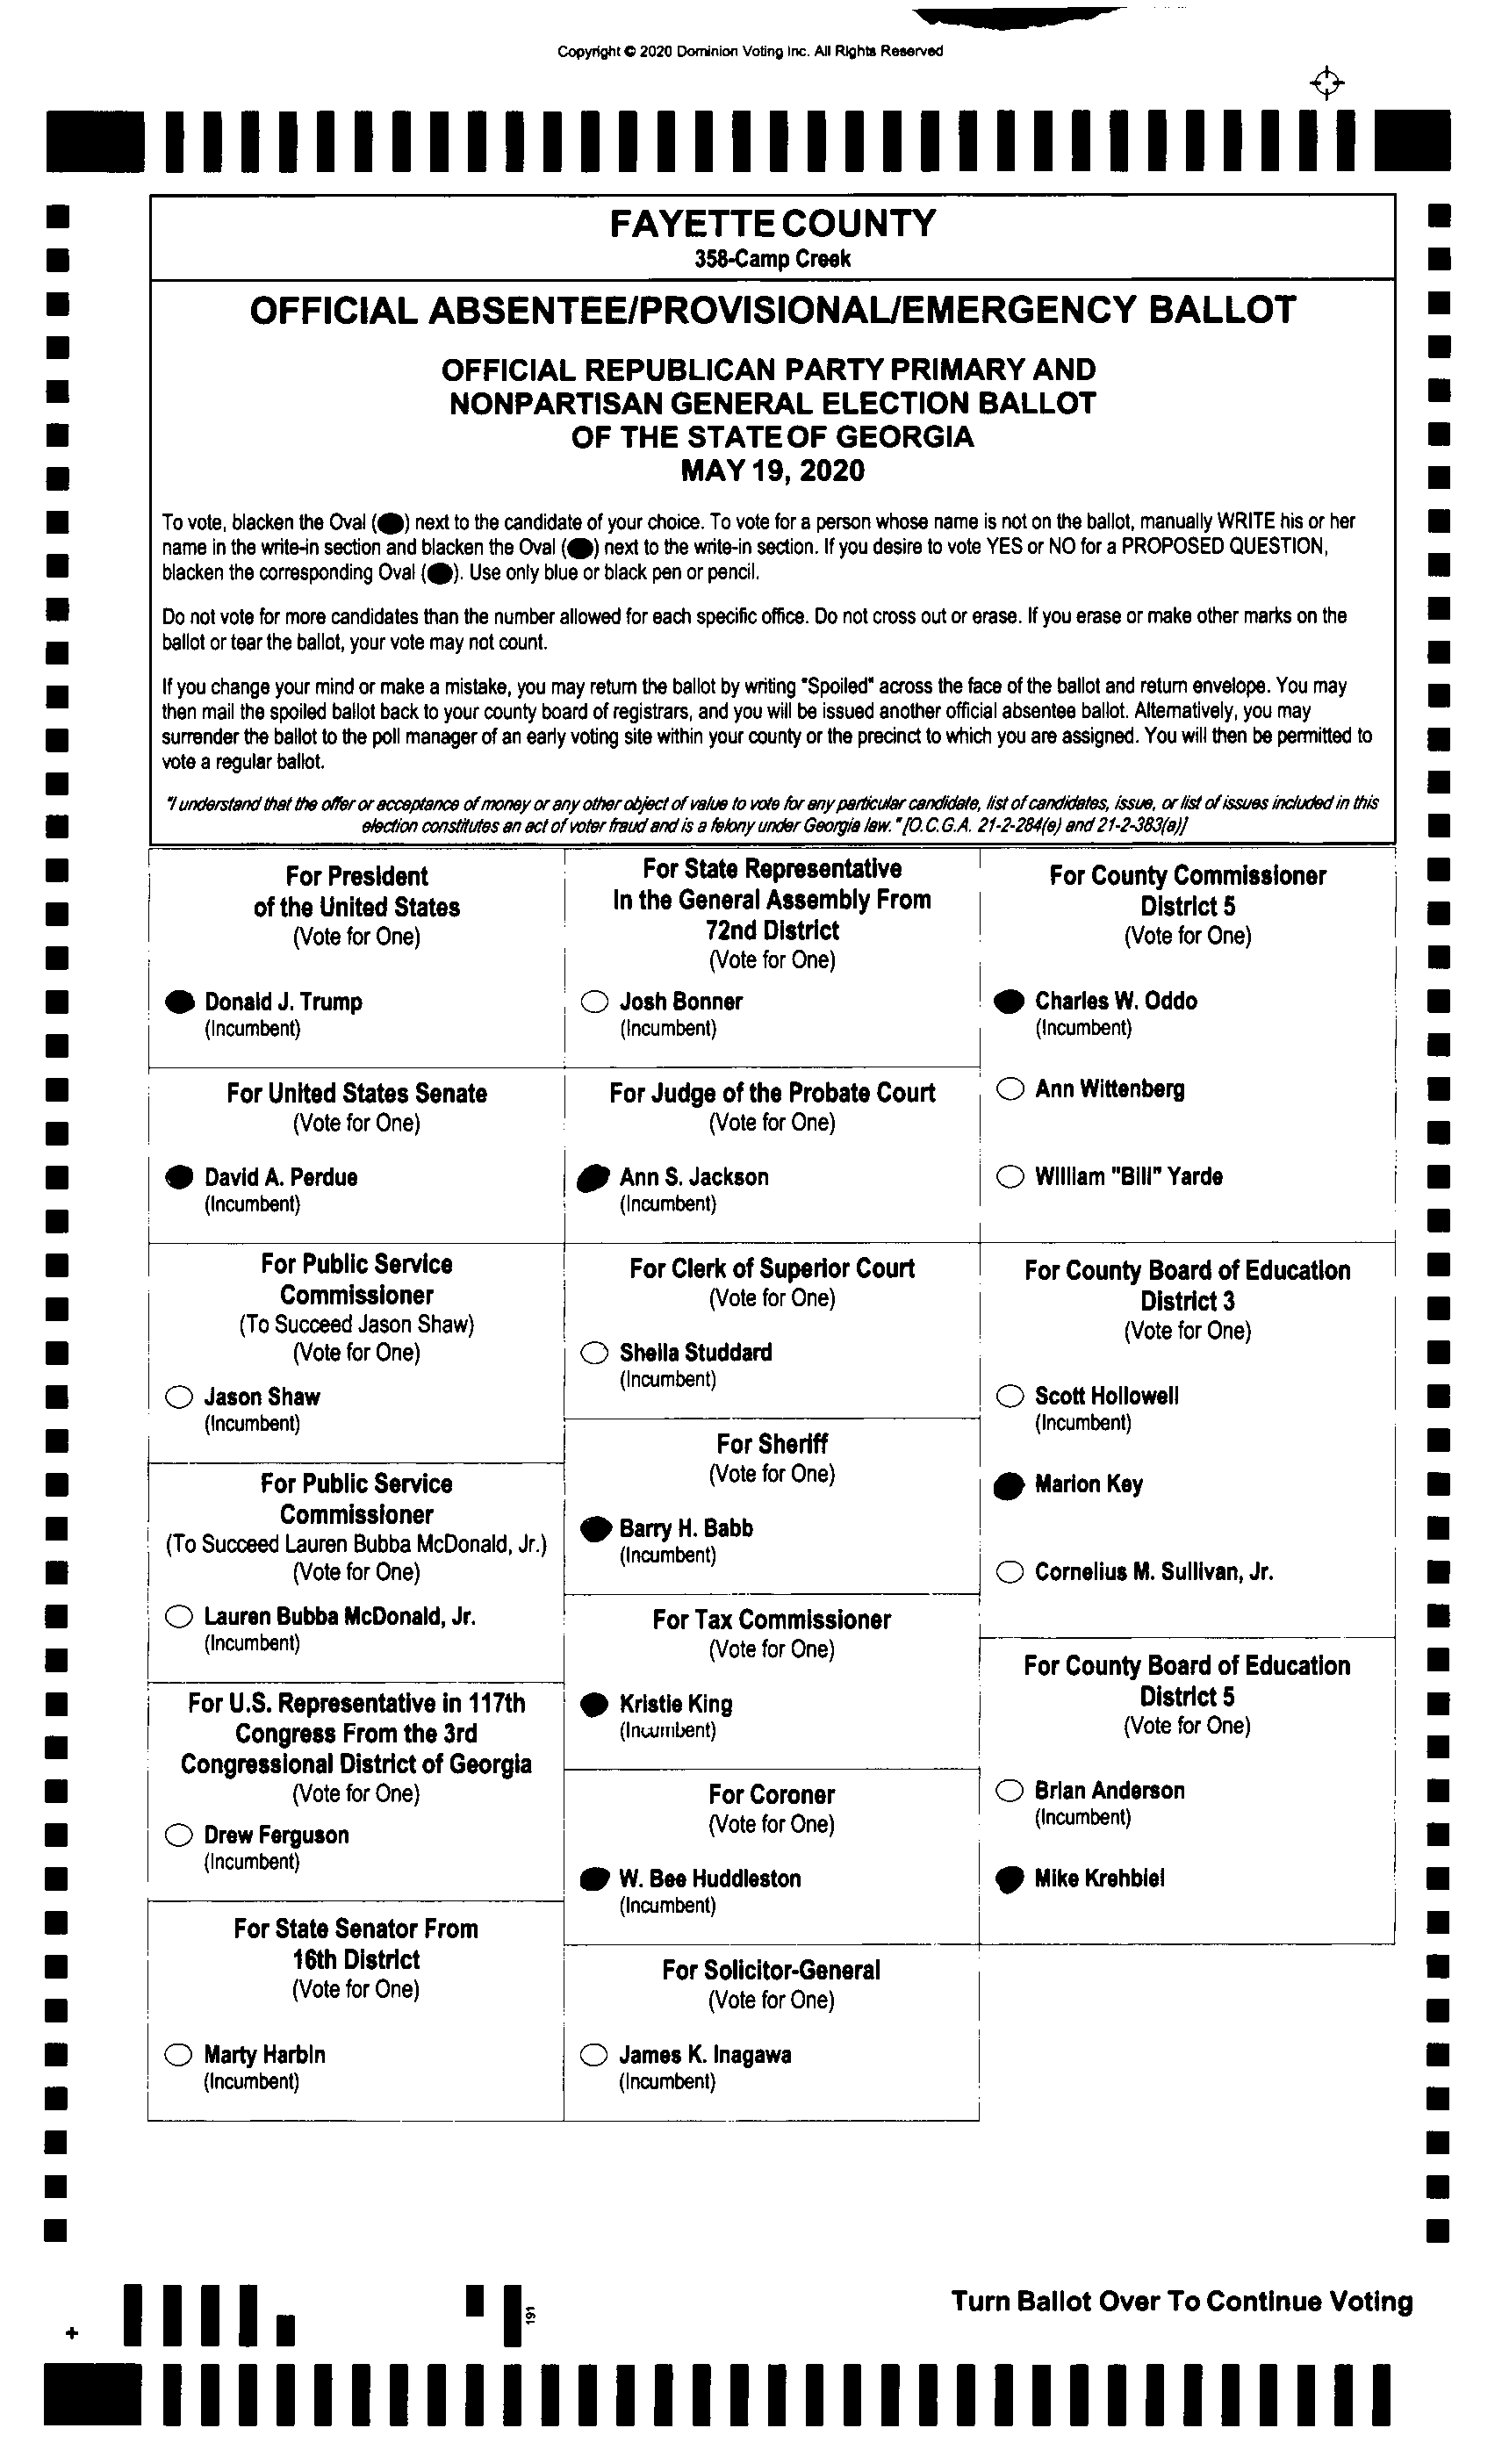 Copyright © 2020 Dominion Voting Inc. All Rights Reserved
FAYETTE COUNTY
358-Camp Creek
OFFICIAL ABSENTEE/PROVISIONAL/EMERGENCY BALLOT
OFFICIAL REPUBLICAN PARTY PRIMARY AND
NONPARTISAN GENERAL ELECTION BALLOT
OF THE STATE OF GEORGIA
MAY 19, 2020
To vote, blacken the Oval (●) next to the candidate of your choice. To vote for a person whose name is not on the ballot, manually WRITE his or her
name in the write-in section and blacken the Oval (●) next to the write-in section. If you desire to vote YES or NO for a PROPOSED QUESTION,
blacken the corresponding Oval (●). Use only blue or black pen or pencil.
Do not vote for more candidates than the number allowed for each specific office. Do not cross out or erase. If you erase or make other marks on the
ballot or tear the ballot, your vote may not count.
If you change your mind or make a mistake, you may return the ballot by writing "Spoiled" across the face of the ballot and return envelope. You may
then mail the spoiled ballot back to your county board of registrars, and you will be issued another official absentee ballot. Alternatively, you may
surrender the ballot to the poll manager of an early voting site within your county or the precinct to which you are assigned. You will then be permitted to
vote a regular ballot.
"I understand that the offer or acceptance of money or any other object of value to vote for any particular candidate, list of candidates, issue, or list of issues included in this
election constitutes an act of voter fraud and is a felony under Georgia law." [O.C.G.A. 21-2-284(e) and 21-2-383(a)]
For President
of the United States
(Vote for One)
Donald J. Trump
(Incumbent)
For United States Senate
(Vote for One)
David A. Perdue
(Incumbent)
For Public Service
Commissioner
(To Succeed Jason Shaw)
(Vote for One)
Jason Shaw
(Incumbent)
For Public Service
Commissioner
(To Succeed Lauren Bubba McDonald, Jr.)
(Vote for One)
Lauren Bubba McDonald, Jr.
(Incumbent)
For U.S. Representative in 117th
Congress From the 3rd
Congressional District of Georgia
(Vote for One)
Drew Ferguson
(Incumbent)
For State Senator From
16th District
(Vote for One)
Marty Harbin
(Incumbent)
For State Representative
In the General Assembly From
72nd District
(Vote for One)
Josh Bonner
(Incumbent)
For Judge of the Probate Court
(Vote for One)
Ann S. Jackson
(Incumbent)
For Clerk of Superior Court
(Vote for One)
Sheila Studdard
(Incumbent)
For Sheriff
(Vote for One)
Barry H. Babb
(Incumbent)
For Tax Commissioner
(Vote for One)
Kristie King
(Incumbent)
For Coroner
(Vote for One)
W. Bee Huddleston
(Incumbent)
For Solicitor-General
(Vote for One)
James K. Inagawa
(Incumbent)
For County Commissioner
District 5
(Vote for One)
Charles W. Oddo
(Incumbent)
Ann Wittenberg
William "Bill" Yarde
For County Board of Education
District 3
(Vote for One)
Scott Hollowell
(Incumbent)
Marion Key
Cornelius M. Sullivan, Jr.
For County Board of Education
District 5
(Vote for One)
Brian Anderson
(Incumbent)
Mike Krehbiel
Turn Ballot Over To Continue Voting
191